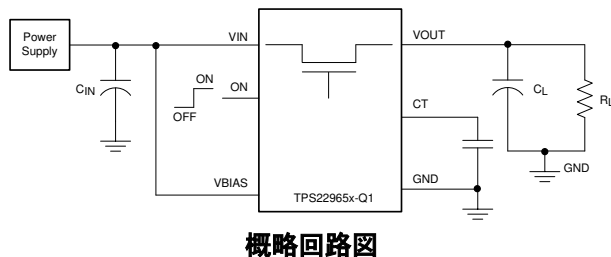 Power
Supply
VIN
VOUT
CIN
ON
OFF
ON
CT
CL
RL
GND
VBIAS
GND
TPS22965x-Q1
概略回路図